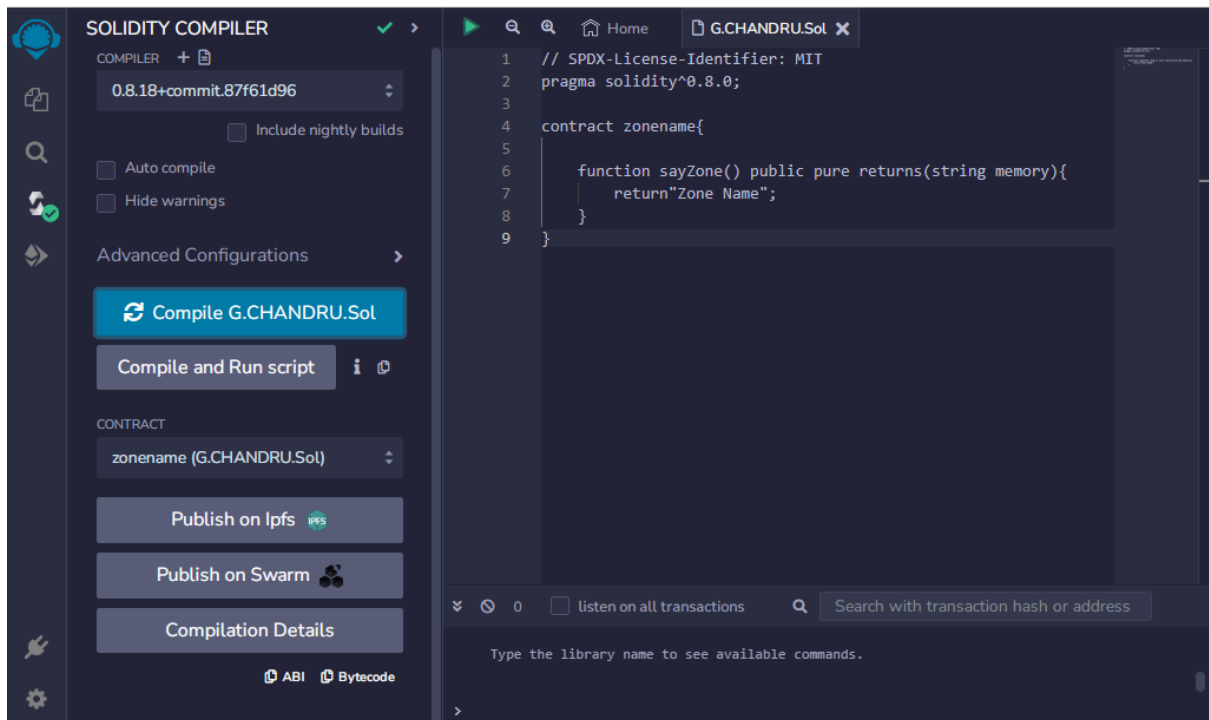 SOLIDITY COMPILER
COMPILER
0.8.18+commit.87f61d96
Include nightly builds
Auto compile
Hide warnings
Advanced Configurations
Compile G.CHANDRU.Sol
Compile and Run script
CONTRACT
zonename (G.CHANDRU.Sol)
Publish on Ipfs IPFS
Publish on Swarm
Compilation Details
ABI Bytecode
Home G.CHANDRU.Sol
1 // SPDX-License-Identifier: MIT
2 pragma solidity^0.8.0;
3
4 contract zonename{
5
6 function sayZone() public pure returns(string memory){
7 return"Zone Name";
8 }
9 }
0 listen on all transactions Search with transaction hash or address
Type the library name to see available commands.
>